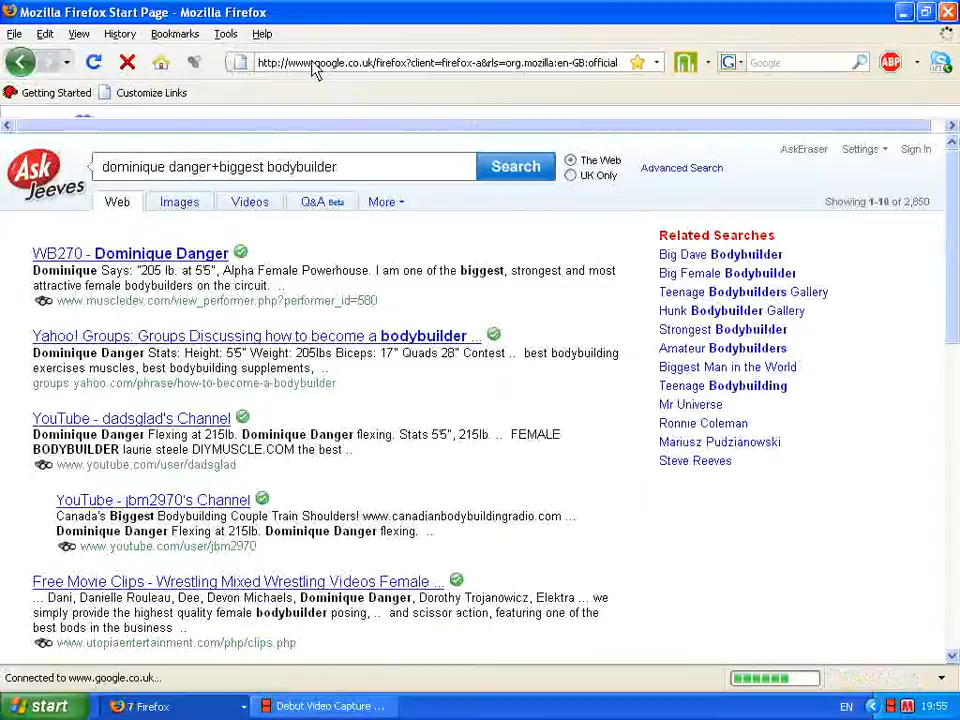 Mozilla Firefox Start Page - Mozilla Firefox
File Edit View History Bookmarks Tools Help
http://www.google.co.uk/firefox?client=firefox-a&rls=org.mozilla:en-GB:official
G Google
ABP
Getting Started Customize Links
Ask Jeeves
dominique danger+biggest bodybuilder
Search
The Web
UK Only
Advanced Search
AskEraser Settings Sign In
Web Images Videos Q&A Beta More
Showing 1-10 of 2,850
WB270 - Dominique Danger
Dominique Says: "205 lb. at 5'5", Alpha Female Powerhouse. I am one of the biggest, strongest and most
attractive female bodybuilders on the circuit. ..
www.muscledev.com/view_performer.php?performer_id=580
Yahoo! Groups: Groups Discussing how to become a bodybuilder ...
Dominique Danger Stats: Height: 5'5" Weight: 205lbs Biceps: 17" Quads 28" Contest .. best bodybuilding
exercises muscles, best bodybuilding supplements, ..
groups.yahoo.com/phrase/how-to-become-a-bodybuilder
YouTube - dadsglad's Channel
Dominique Danger Flexing at 215lb. Dominique Danger flexing. Stats 5'5", 215lb. ... FEMALE
BODYBUILDER laurie steele DIYMUSCLE.COM the best ..
www.youtube.com/user/dadsglad
YouTube - jbm2970's Channel
Canada's Biggest Bodybuilding Couple Train Shoulders! www.canadianbodybuildingradio.com ...
Dominique Danger Flexing at 215lb. Dominique Danger flexing. ..
www.youtube.com/user/jbm2970
Free Movie Clips - Wrestling Mixed Wrestling Videos Female ...
... Dani, Danielle Rouleau, Dee, Devon Michaels, Dominique Danger, Dorothy Trojanowicz, Elektra ... we
simply provide the highest quality female bodybuilder posing, .. and scissor action, featuring one of the
best bods in the business ..
www.utopiaentertainment.com/php/clips.php
Related Searches
Big Dave Bodybuilder
Big Female Bodybuilder
Teenage Bodybuilders Gallery
Hunk Bodybuilder Gallery
Strongest Bodybuilder
Amateur Bodybuilders
Biggest Man in the World
Teenage Bodybuilding
Mr Universe
Ronnie Coleman
Mariusz Pudzianowski
Steve Reeves
Connected to www.google.co.uk...
start
7 Firefox
Debut Video Capture ...
EN
19:55